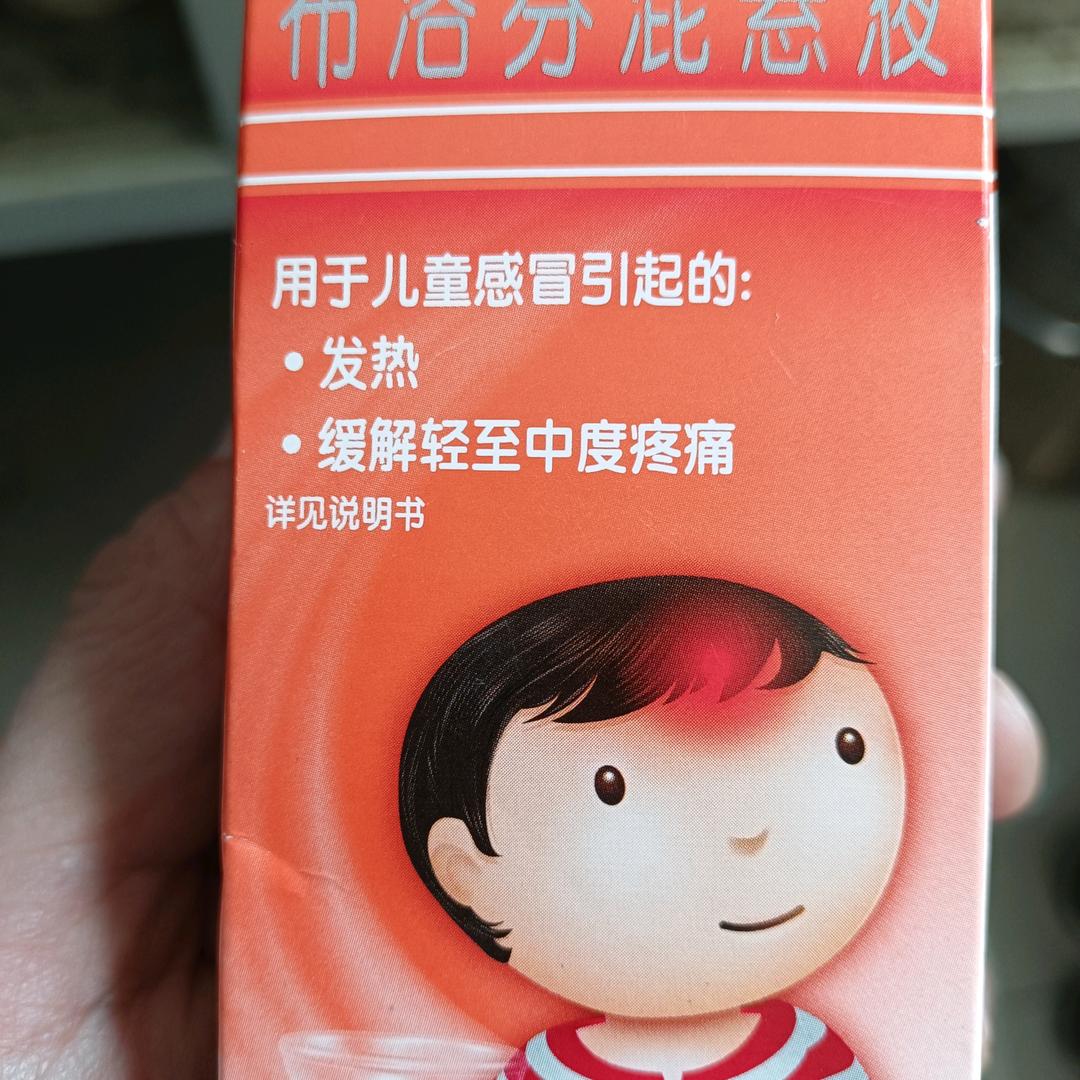 布洛芬混悬液
用于儿童感冒引起的:
• 发热
• 缓解轻至中度疼痛
详见说明书